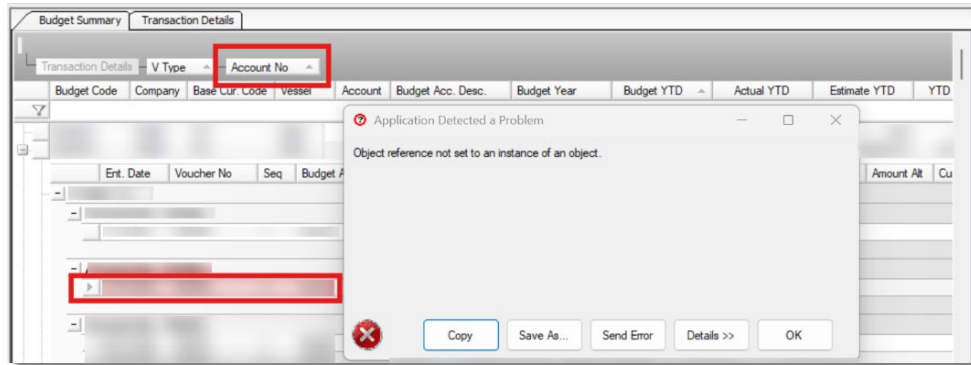 Budget Summary Transaction Details
Transaction Details V Type Account No
Budget Code Company Base Cur. Code Vessel Account Budget Acc. Desc. Budget Year Budget YTD Actual YTD Estimate YTD YTD
Application Detected a Problem
Object reference not set to an instance of an object.
Ent. Date Voucher No Seq Budget A Amount Alt Cu
Copy Save As... Send Error Details >> OK